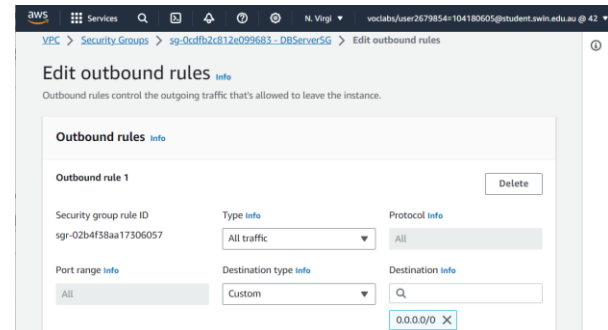 aws Services N. Virgi voclabs/user2679854=104180605@student.swin.edu.au @ 42
VPC > Security Groups > sg-0cdfb2c812e099683 - DBServerSG > Edit outbound rules
Edit outbound rules Info
Outbound rules control the outgoing traffic that's allowed to leave the instance.
Outbound rules Info
Outbound rule 1
Delete
Security group rule ID Type Info Protocol Info
sgr-02b4f38aa17306057 All traffic All
Port range Info Destination type Info Destination Info
All Custom
0.0.0.0/0